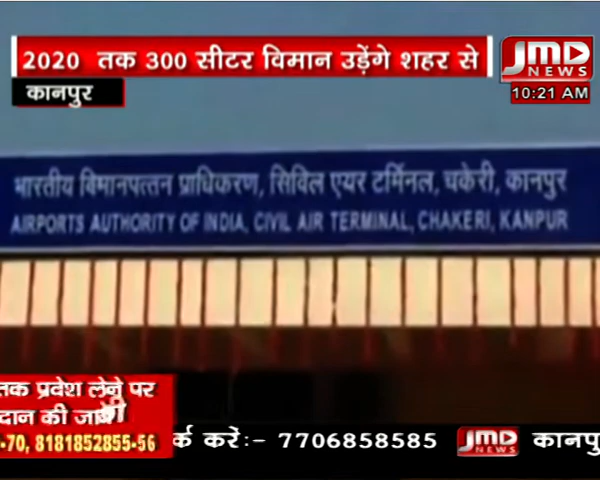 2020 तक 300 सीटर विमान उड़ेंगे शहर से
JMD
NEWS
कानपुर
10:21 AM
भारतीय विमानपत्तन प्राधिकरण, सिविल एयर टर्मिनल, चकेरी, कानपुर
AIRPORTS AUTHORITY OF INDIA, CIVIL AIR TERMINAL, CHAKERI, KANPUR
तक प्रवेश लेने पर
दान की
-70, 8181852855-56
र्क करें:- 7706858585 JMD NEWS कानपु